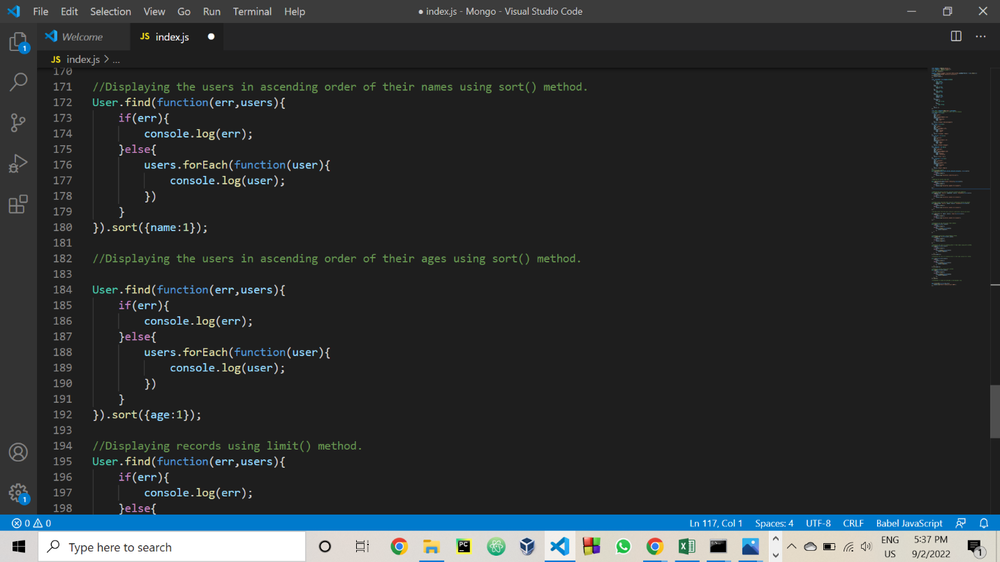 File Edit Selection View Go Run Terminal Help ● index.js - Mongo - Visual Studio Code
Welcome JS index.js
JS index.js > ...
170
171 //Displaying the users in ascending order of their names using sort() method.
172 User.find(function(err,users){
173 if(err){
174 console.log(err);
175 }else{
176 users.forEach(function(user){
177 console.log(user);
178 })
179 }
180 }).sort({name:1});
181
182 //Displaying the users in ascending order of their ages using sort() method.
183
184 User.find(function(err,users){
185 if(err){
186 console.log(err);
187 }else{
188 users.forEach(function(user){
189 console.log(user);
190 })
191 }
192 }).sort({age:1});
193
194 //Displaying records using limit() method.
195 User.find(function(err,users){
196 if(err){
197 console.log(err);
198 }else{
1
1
0 0 Ln 117, Col 1 Spaces: 4 UTF-8 CRLF Babel JavaScript
Type here to search PC ENG 5:37 PM
US 9/2/2022 1